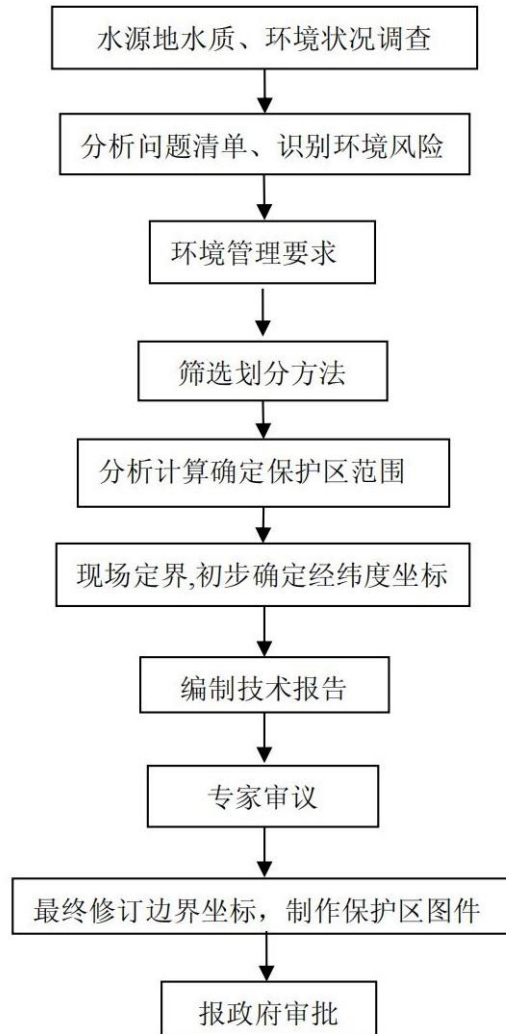 水源地水质、环境状况调查
分析问题清单、识别环境风险
环境管理要求
筛选划分方法
分析计算确定保护区范围
现场定界,初步确定经纬度坐标
编制技术报告
专家审议
最终修订边界坐标，制作保护区图件
报政府审批